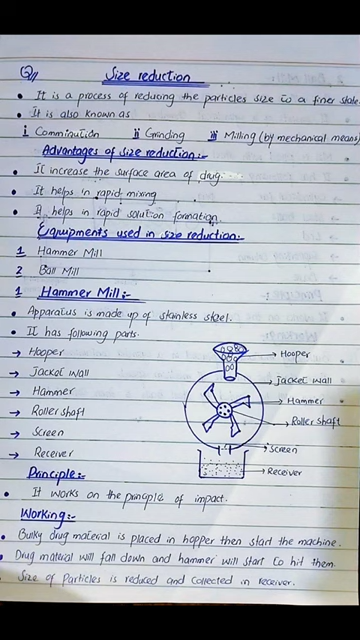 Q//
Size reduction
• It is a process of reducing the particles size to a finer state.
• It is also known as
i Comminution ii Grinding iii Milling (by mechanical means)
Advantages of size reduction:-
• It increase the surface area of drug.
• It helps in rapid mixing
• It helps in rapid solution formation.
Equipments used in size reduction:-
1 Hammer Mill
2 Ball Mill
1 Hammer Mill:-
• Apparatus is made up of stainless steel.
• It has following parts.
→ Hooper
→ Jacket wall
→ Hammer
→ Roller shaft
→ Screen
→ Receiver
→ Hooper
→ Jacket wall
→ Hammer
→ Roller shaft
→ Screen
→ Receiver
Principle:-
• It works on the principle of impact.
Working:-
• Bulky drug material is placed in hopper then start the machine.
• Drug material will fall down and hammer will start to hit them.
• Size of particles is reduced and collected in receiver.